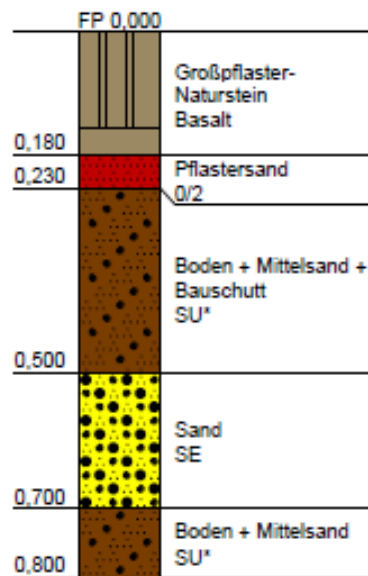 FP 0,000
Großpflaster-
Naturstein
Basalt
0,180
Pflastersand
0/2
0,230
Boden + Mittelsand +
Bauschutt
SU*
0,500
Sand
SE
0,700
Boden + Mittelsand
SU*
0,800